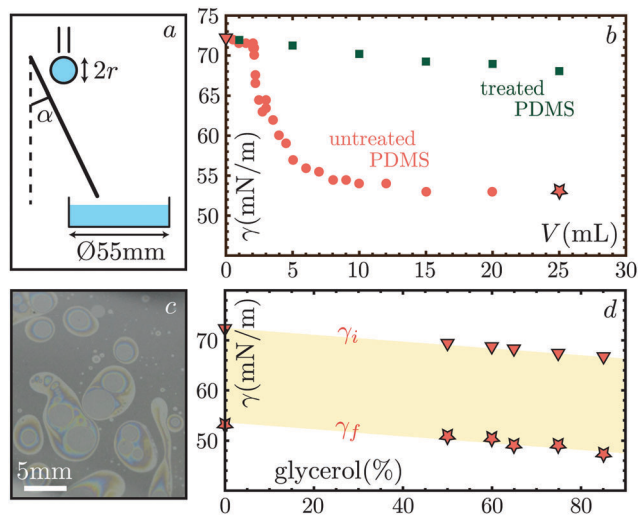 a
2r
α
Ø55mm
b
75
70
65
60
55
50
γ(mN/m)
treated
PDMS
untreated
PDMS
V(mL)
0
5
10
15
20
25
30
c
5mm
d
70
60
50
γ(mN/m)
γi
γf
glycerol(%)
0
20
40
60
80